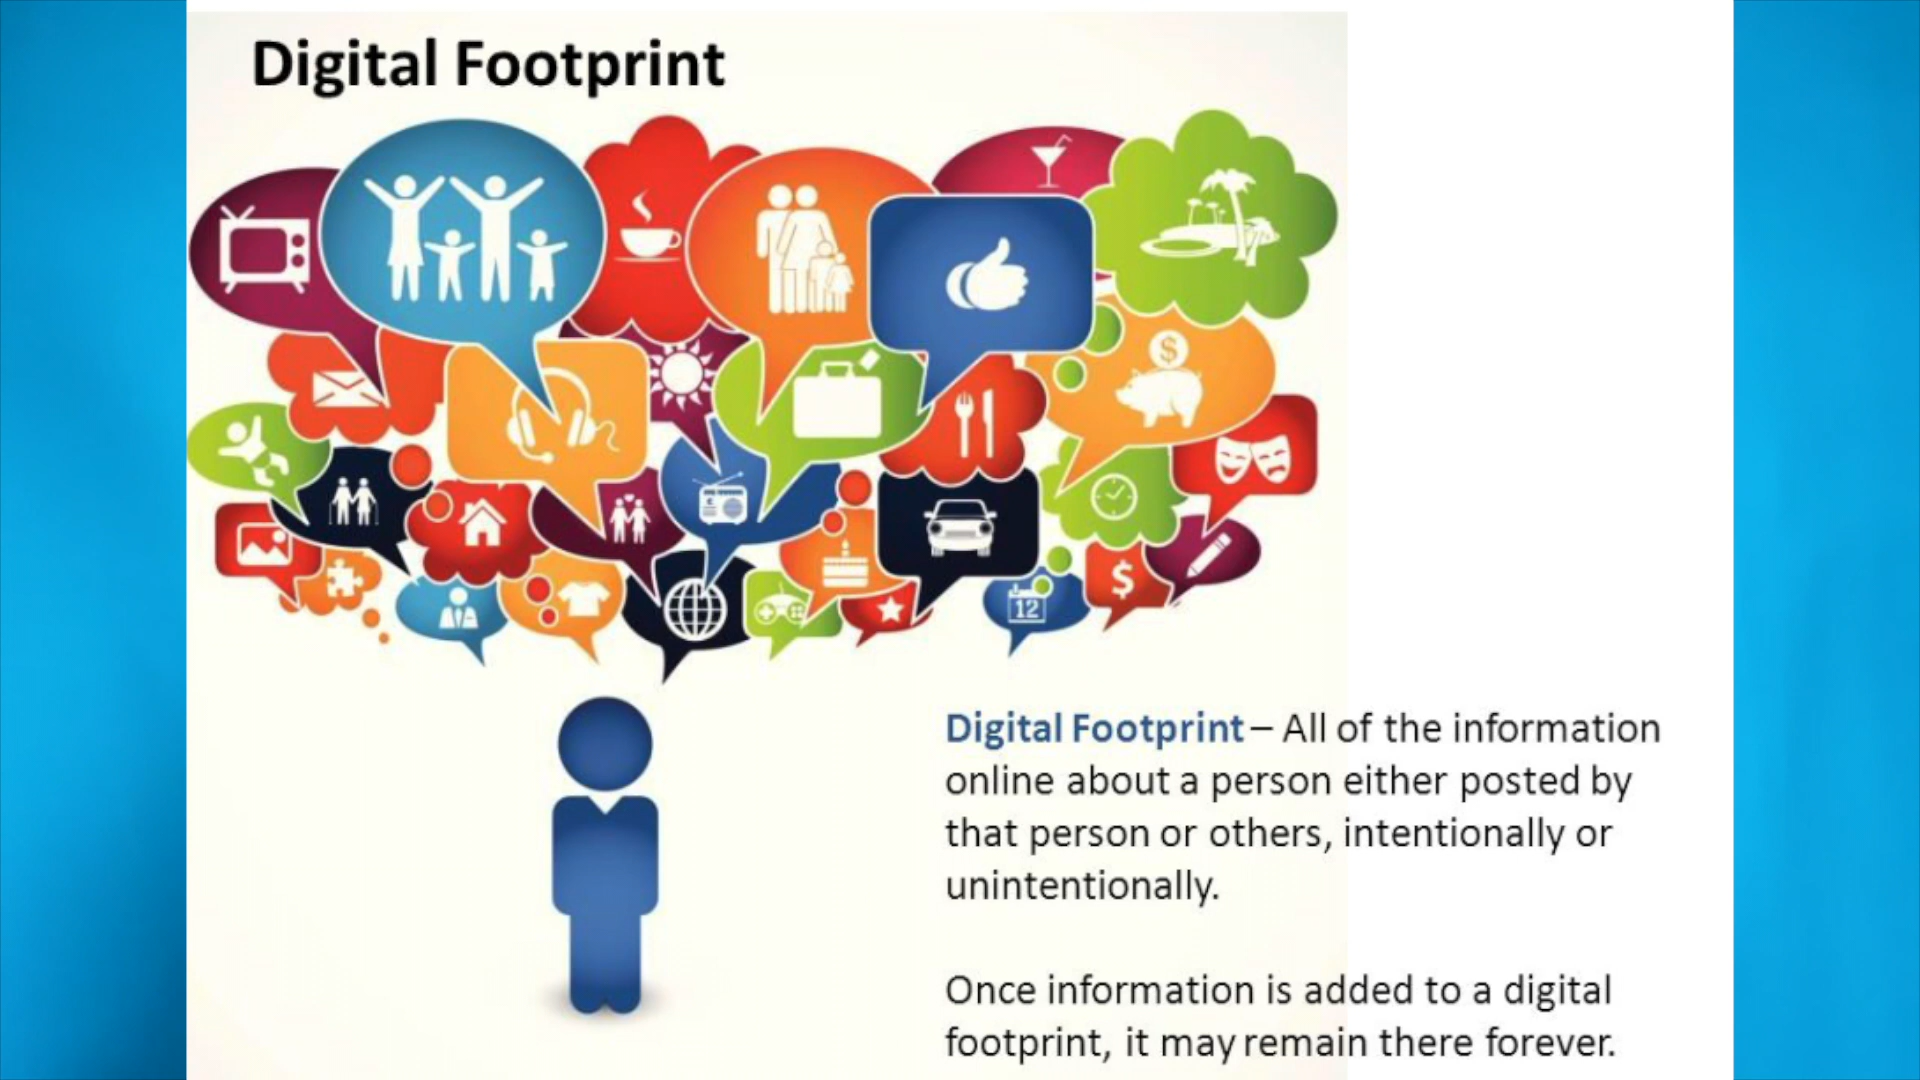 Digital Footprint
$
12
$
Digital Footprint – All of the information
online about a person either posted by
that person or others, intentionally or
unintentionally.
Once information is added to a digital
footprint, it may remain there forever.